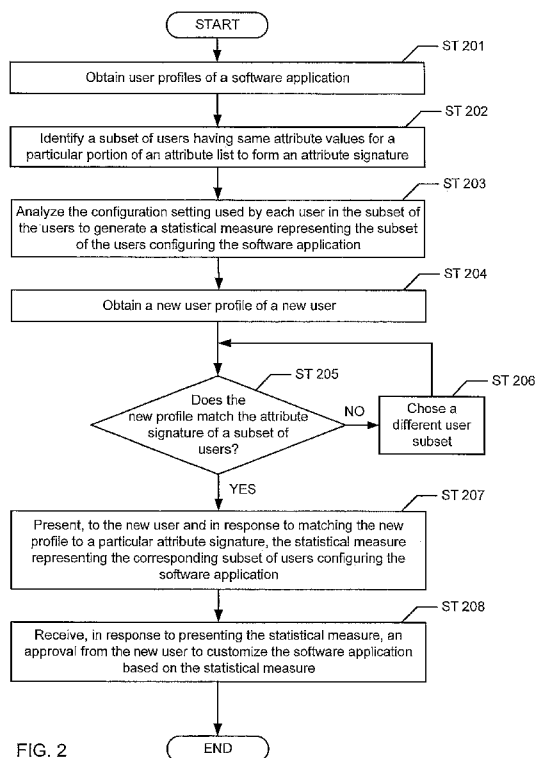 START
ST 201
Obtain user profiles of a software application
ST 202
Identify a subset of users having same attribute values for a
particular portion of an attribute list to form an attribute signature
ST 203
Analyze the configuration setting used by each user in the subset of
the users to generate a statistical measure representing the subset
of the users configuring the software application
ST 204
Obtain a new user profile of a new user
ST 205
Does the
new profile match the attribute
signature of a subset of
users?
NO
ST 206
Chose a
different user
subset
YES
ST 207
Present, to the new user and in response to matching the new
profile to a particular attribute signature, the statistical measure
representing the corresponding subset of users configuring the
software application
ST 208
Receive, in response to presenting the statistical measure, an
approval from the new user to customize the software application
based on the statistical measure
FIG. 2
END